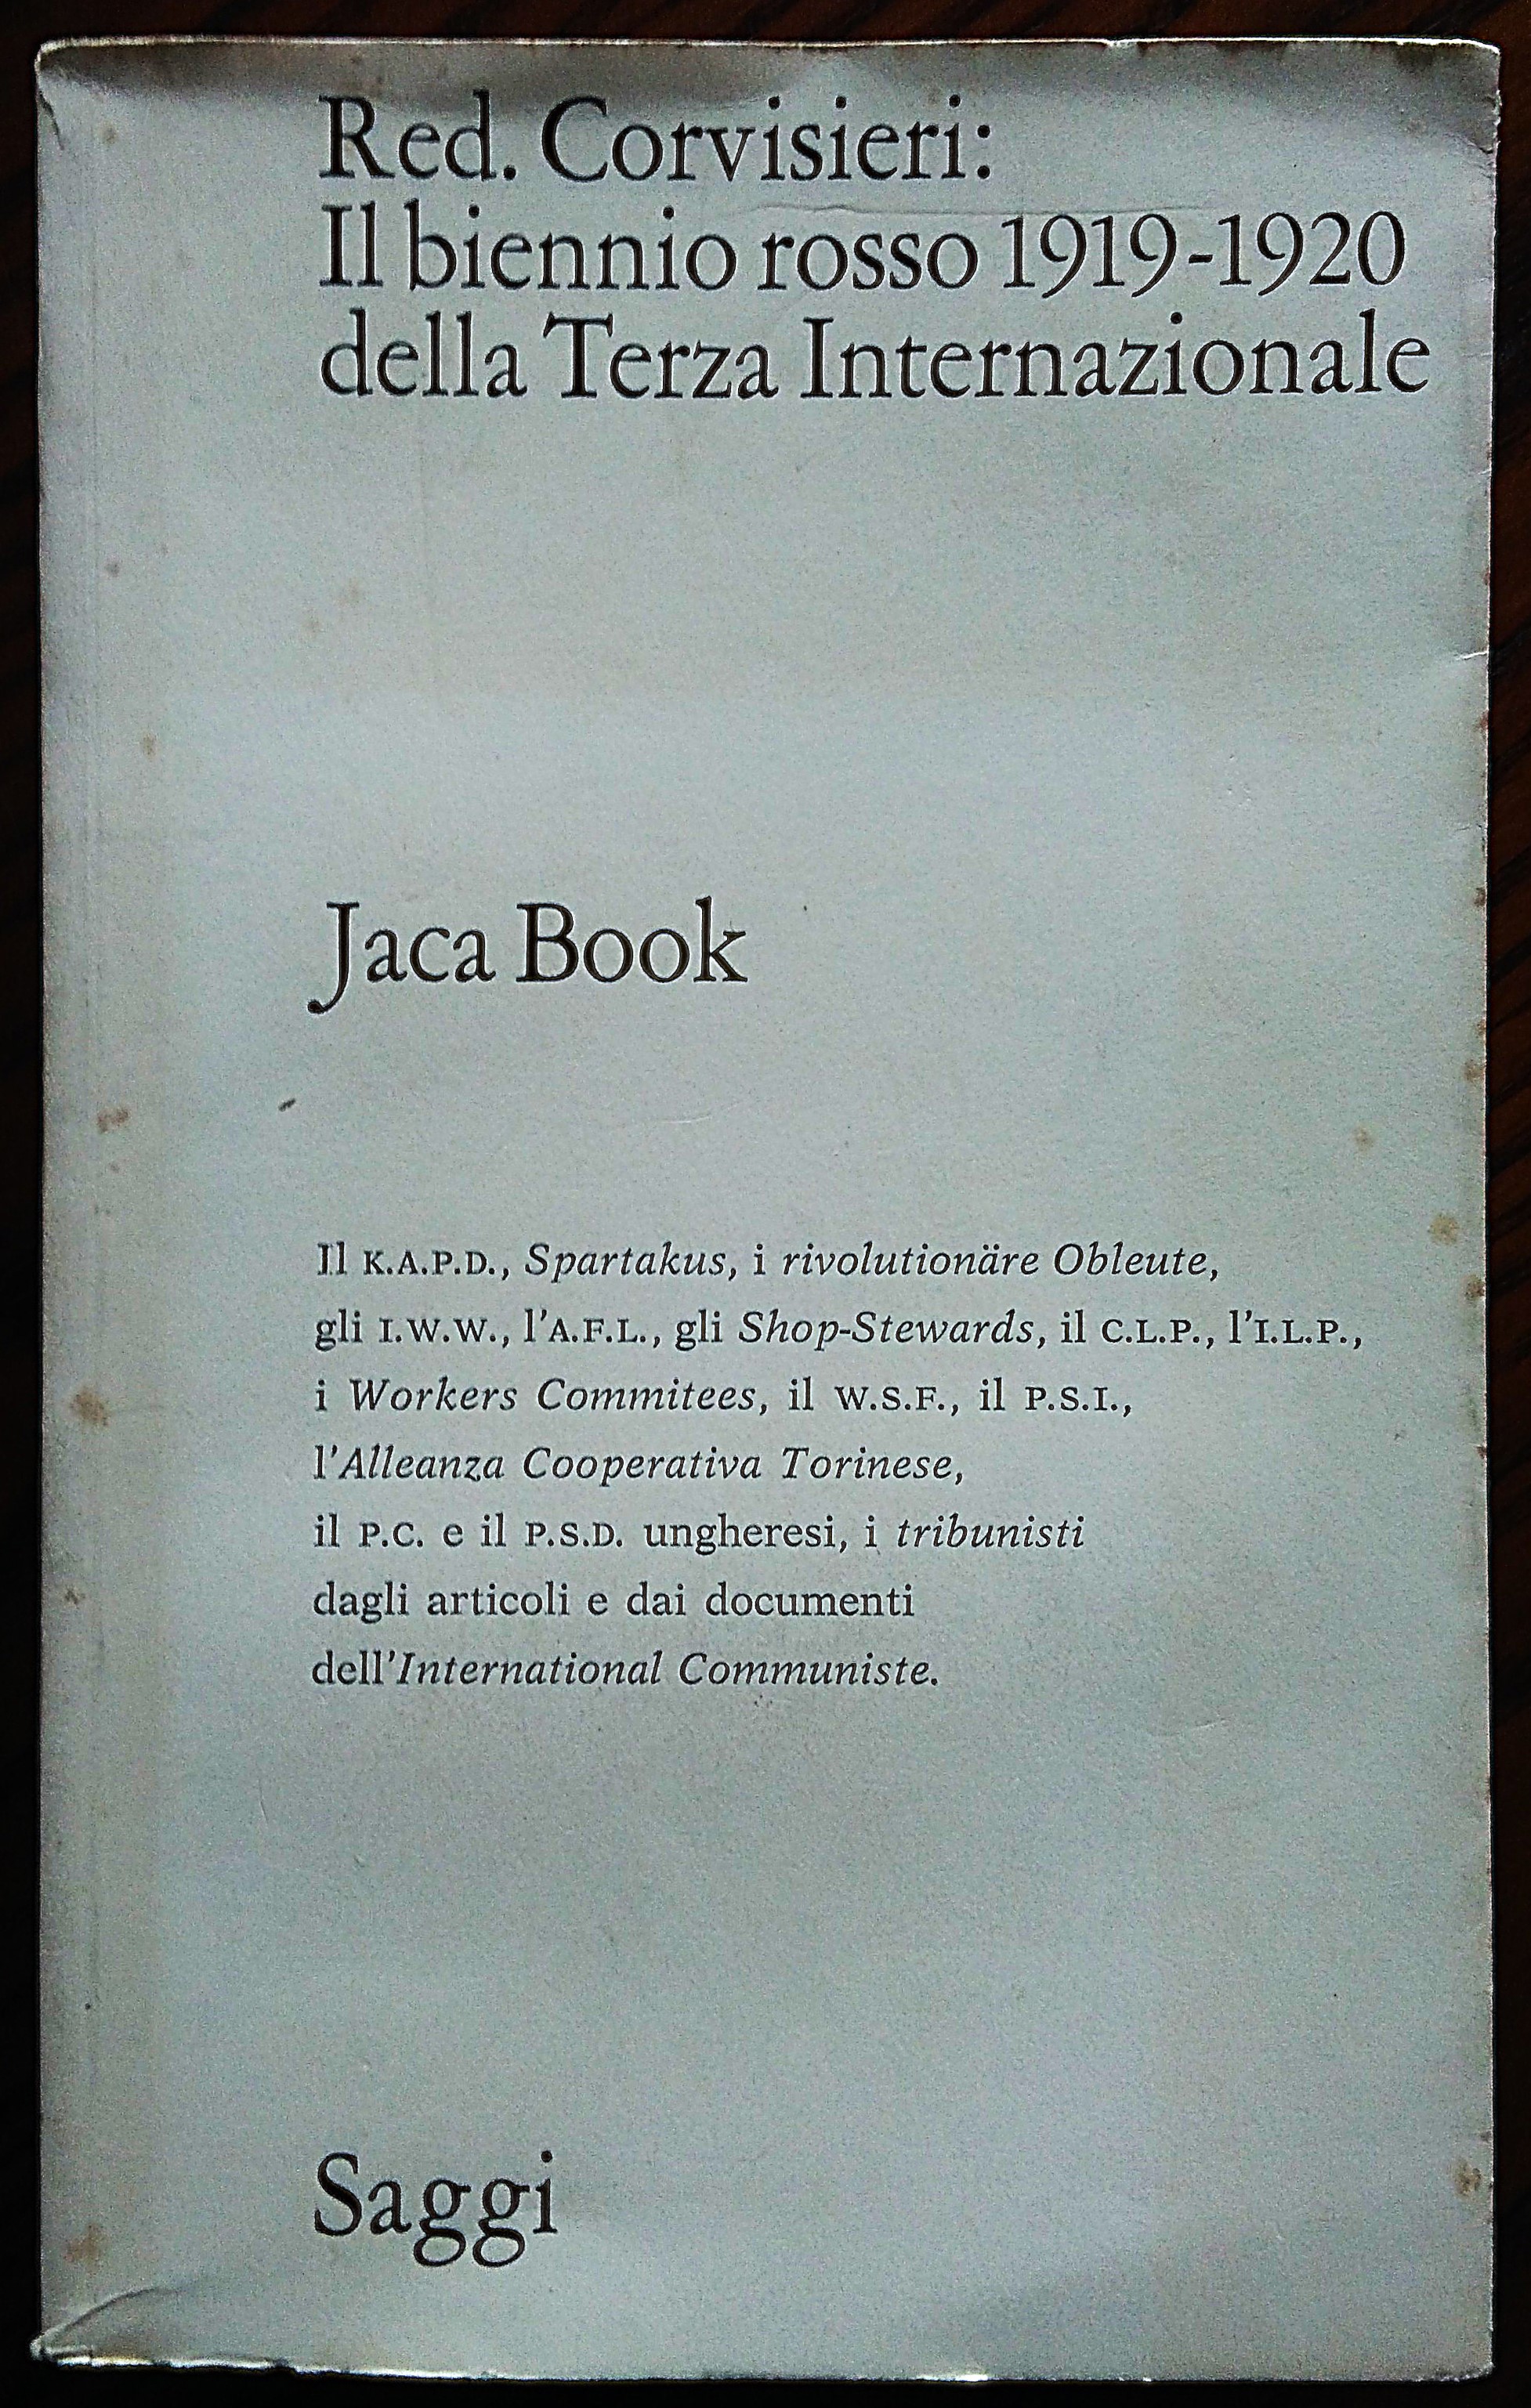 Red. Corvisieri:
Il biennio rosso 1919-1920
della Terza Internazionale
Jaca Book
Il K.A.P.D., Spartakus, i rivolutionäre Obleute,
gli I.W.W., l'A.F.L., gli Shop-Stewards, il C.L.P., l'I.L.P.,
i Workers Commitees, il W.S.F., il P.S.I.,
l'Alleanza Cooperativa Torinese,
il P.C. e il P.S.D. ungheresi, i tribunisti
dagli articoli e dai documenti
dell'International Communiste.
Saggi